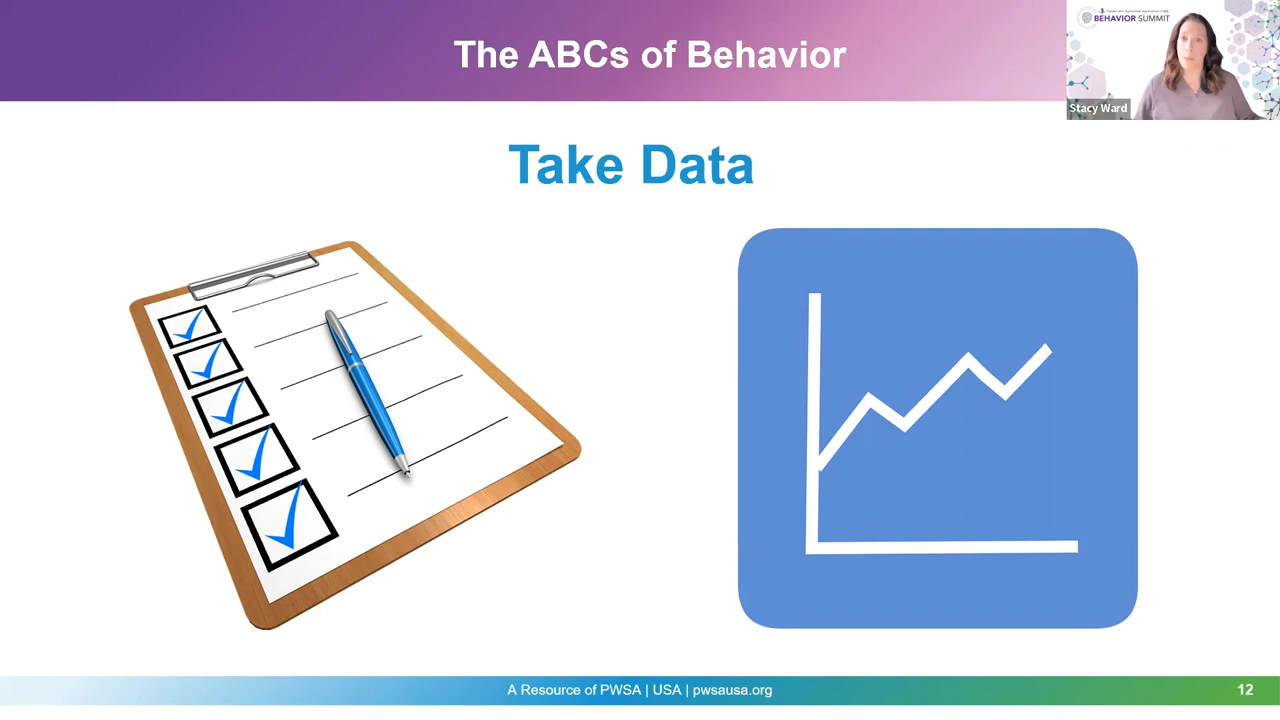 The ABCs of Behavior
BEHAVIOR SUMMIT
Stacy Ward
Take Data
A Resource of PWSA | USA | pwsausa.org
12